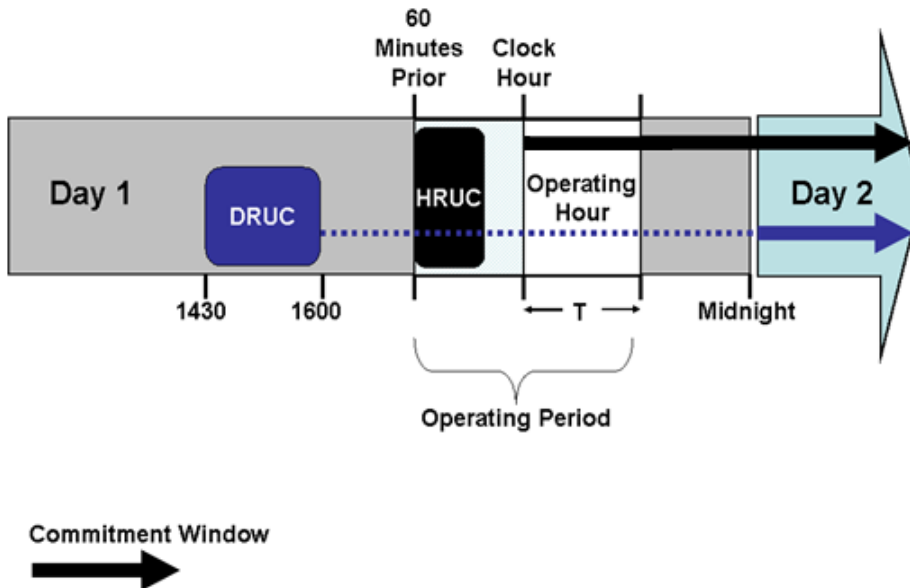 60
Minutes
Prior
Clock
Hour
Day 1
DRUC
HRUC
Operating
Hour
Day 2
1430
1600
T
Midnight
Operating Period
Commitment Window